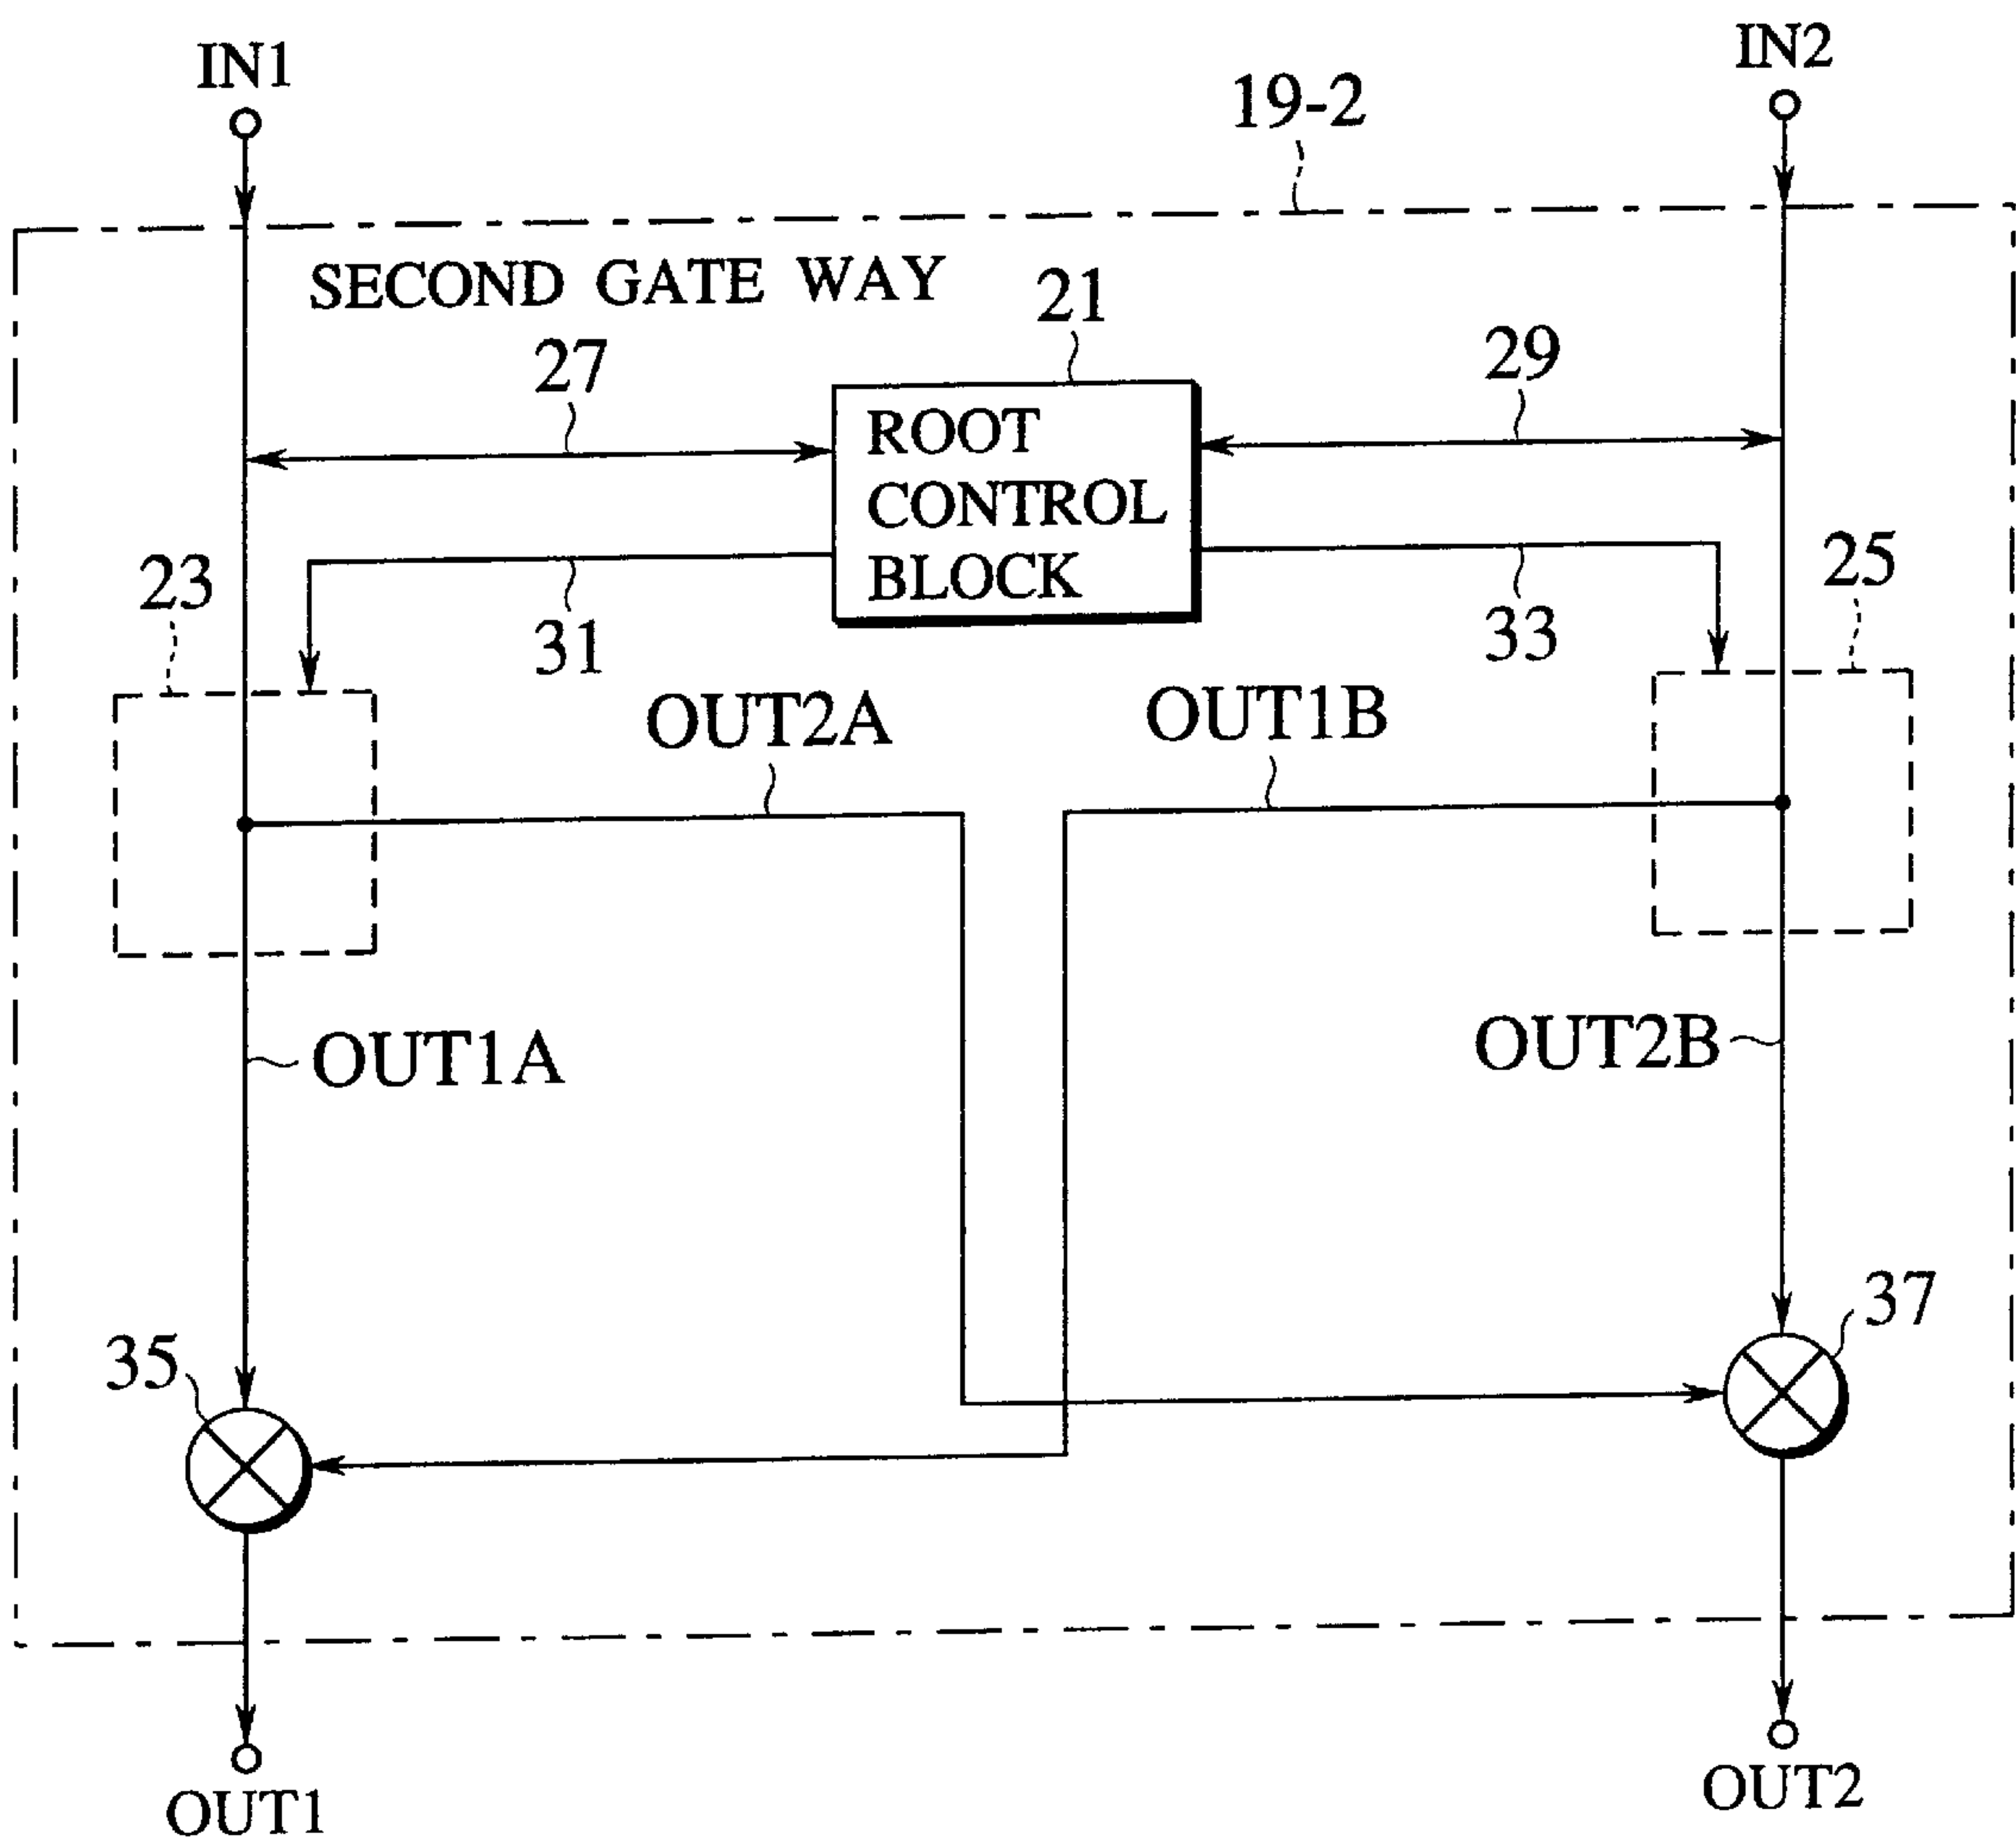 IN1
IN2
19-2
SECOND GATE WAY
21
27
29
ROOT
CONTROL
BLOCK
23
25
31
33
OUT2A
OUT1B
OUT1A
OUT2B
35
37
OUT1
OUT2